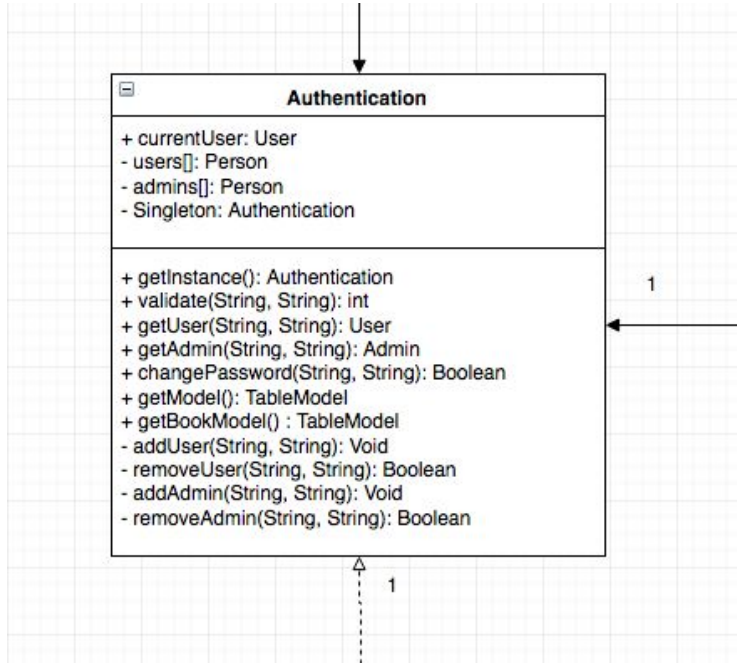 Authentication
+ currentUser: User
- users[]: Person
- admins[]: Person
- Singleton: Authentication
+ getInstance(): Authentication
+ validate(String, String): int
+ getUser(String, String): User
+ getAdmin(String, String): Admin
+ changePassword(String, String): Boolean
+ getModel(): TableModel
+ getBookModel() : TableModel
- addUser(String, String): Void
- removeUser(String, String): Boolean
- addAdmin(String, String): Void
- removeAdmin(String, String): Boolean
1
1